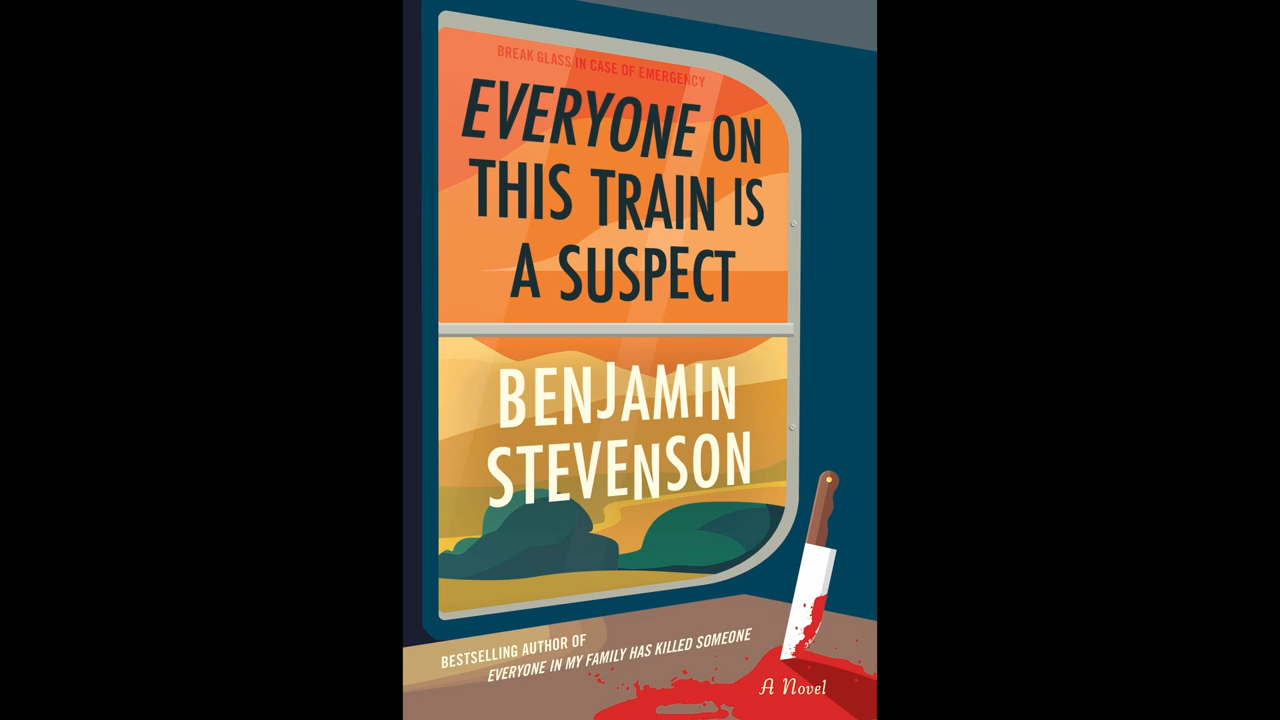 BREAK GLASS IN CASE OF EMERGENCY
EVERYONE ON
THIS TRAIN IS
A SUSPECT
BENJAMIN
STEVENSON
BESTSELLING AUTHOR OF
EVERYONE IN MY FAMILY HAS KILLED SOMEONE
A Novel